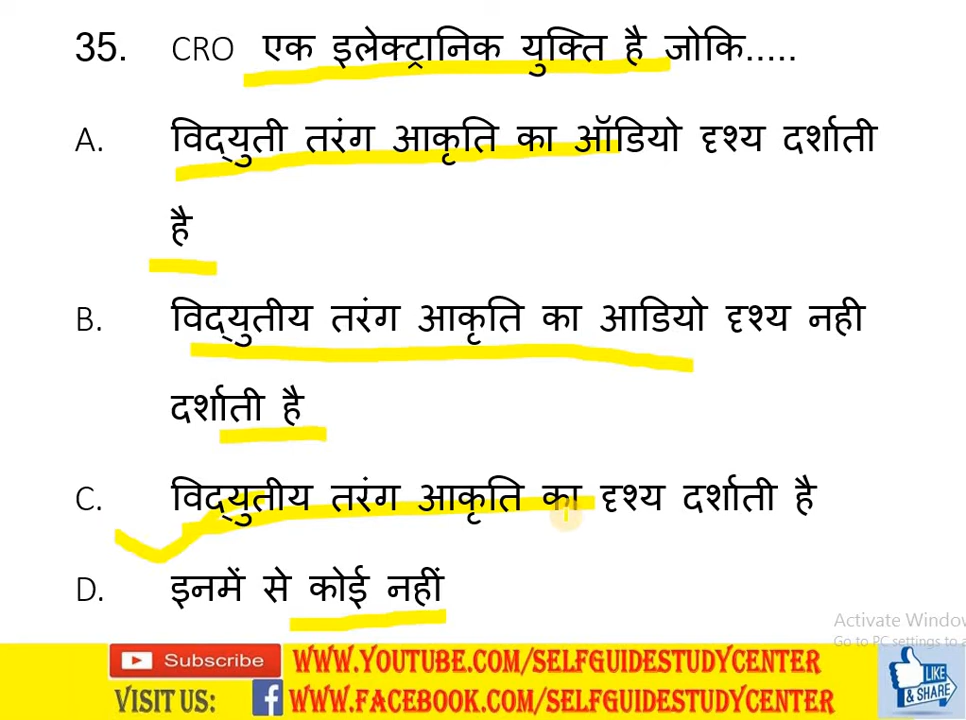 35. CRO एक इलेक्ट्रानिक युक्ति है जोकि.....
A. विद्युती तरंग आकृति का ऑडियो दृश्य दर्शाती
है
B. विद्युतीय तरंग आकृति का आडियो दृश्य नही
दर्शाती है
C. विद्युतीय तरंग आकृति का दृश्य दर्शाती है
D. इनमें से कोई नहीं
Activate Windo
Go to PC settings to a
Subscribe WWW.YOUTUBE.COM/SELFGUIDESTUDYCENTER
VISIT US: f WWW.FACEBOOK.COM/SELFGUIDESTUDYCENTER
LIKE
& SHARE